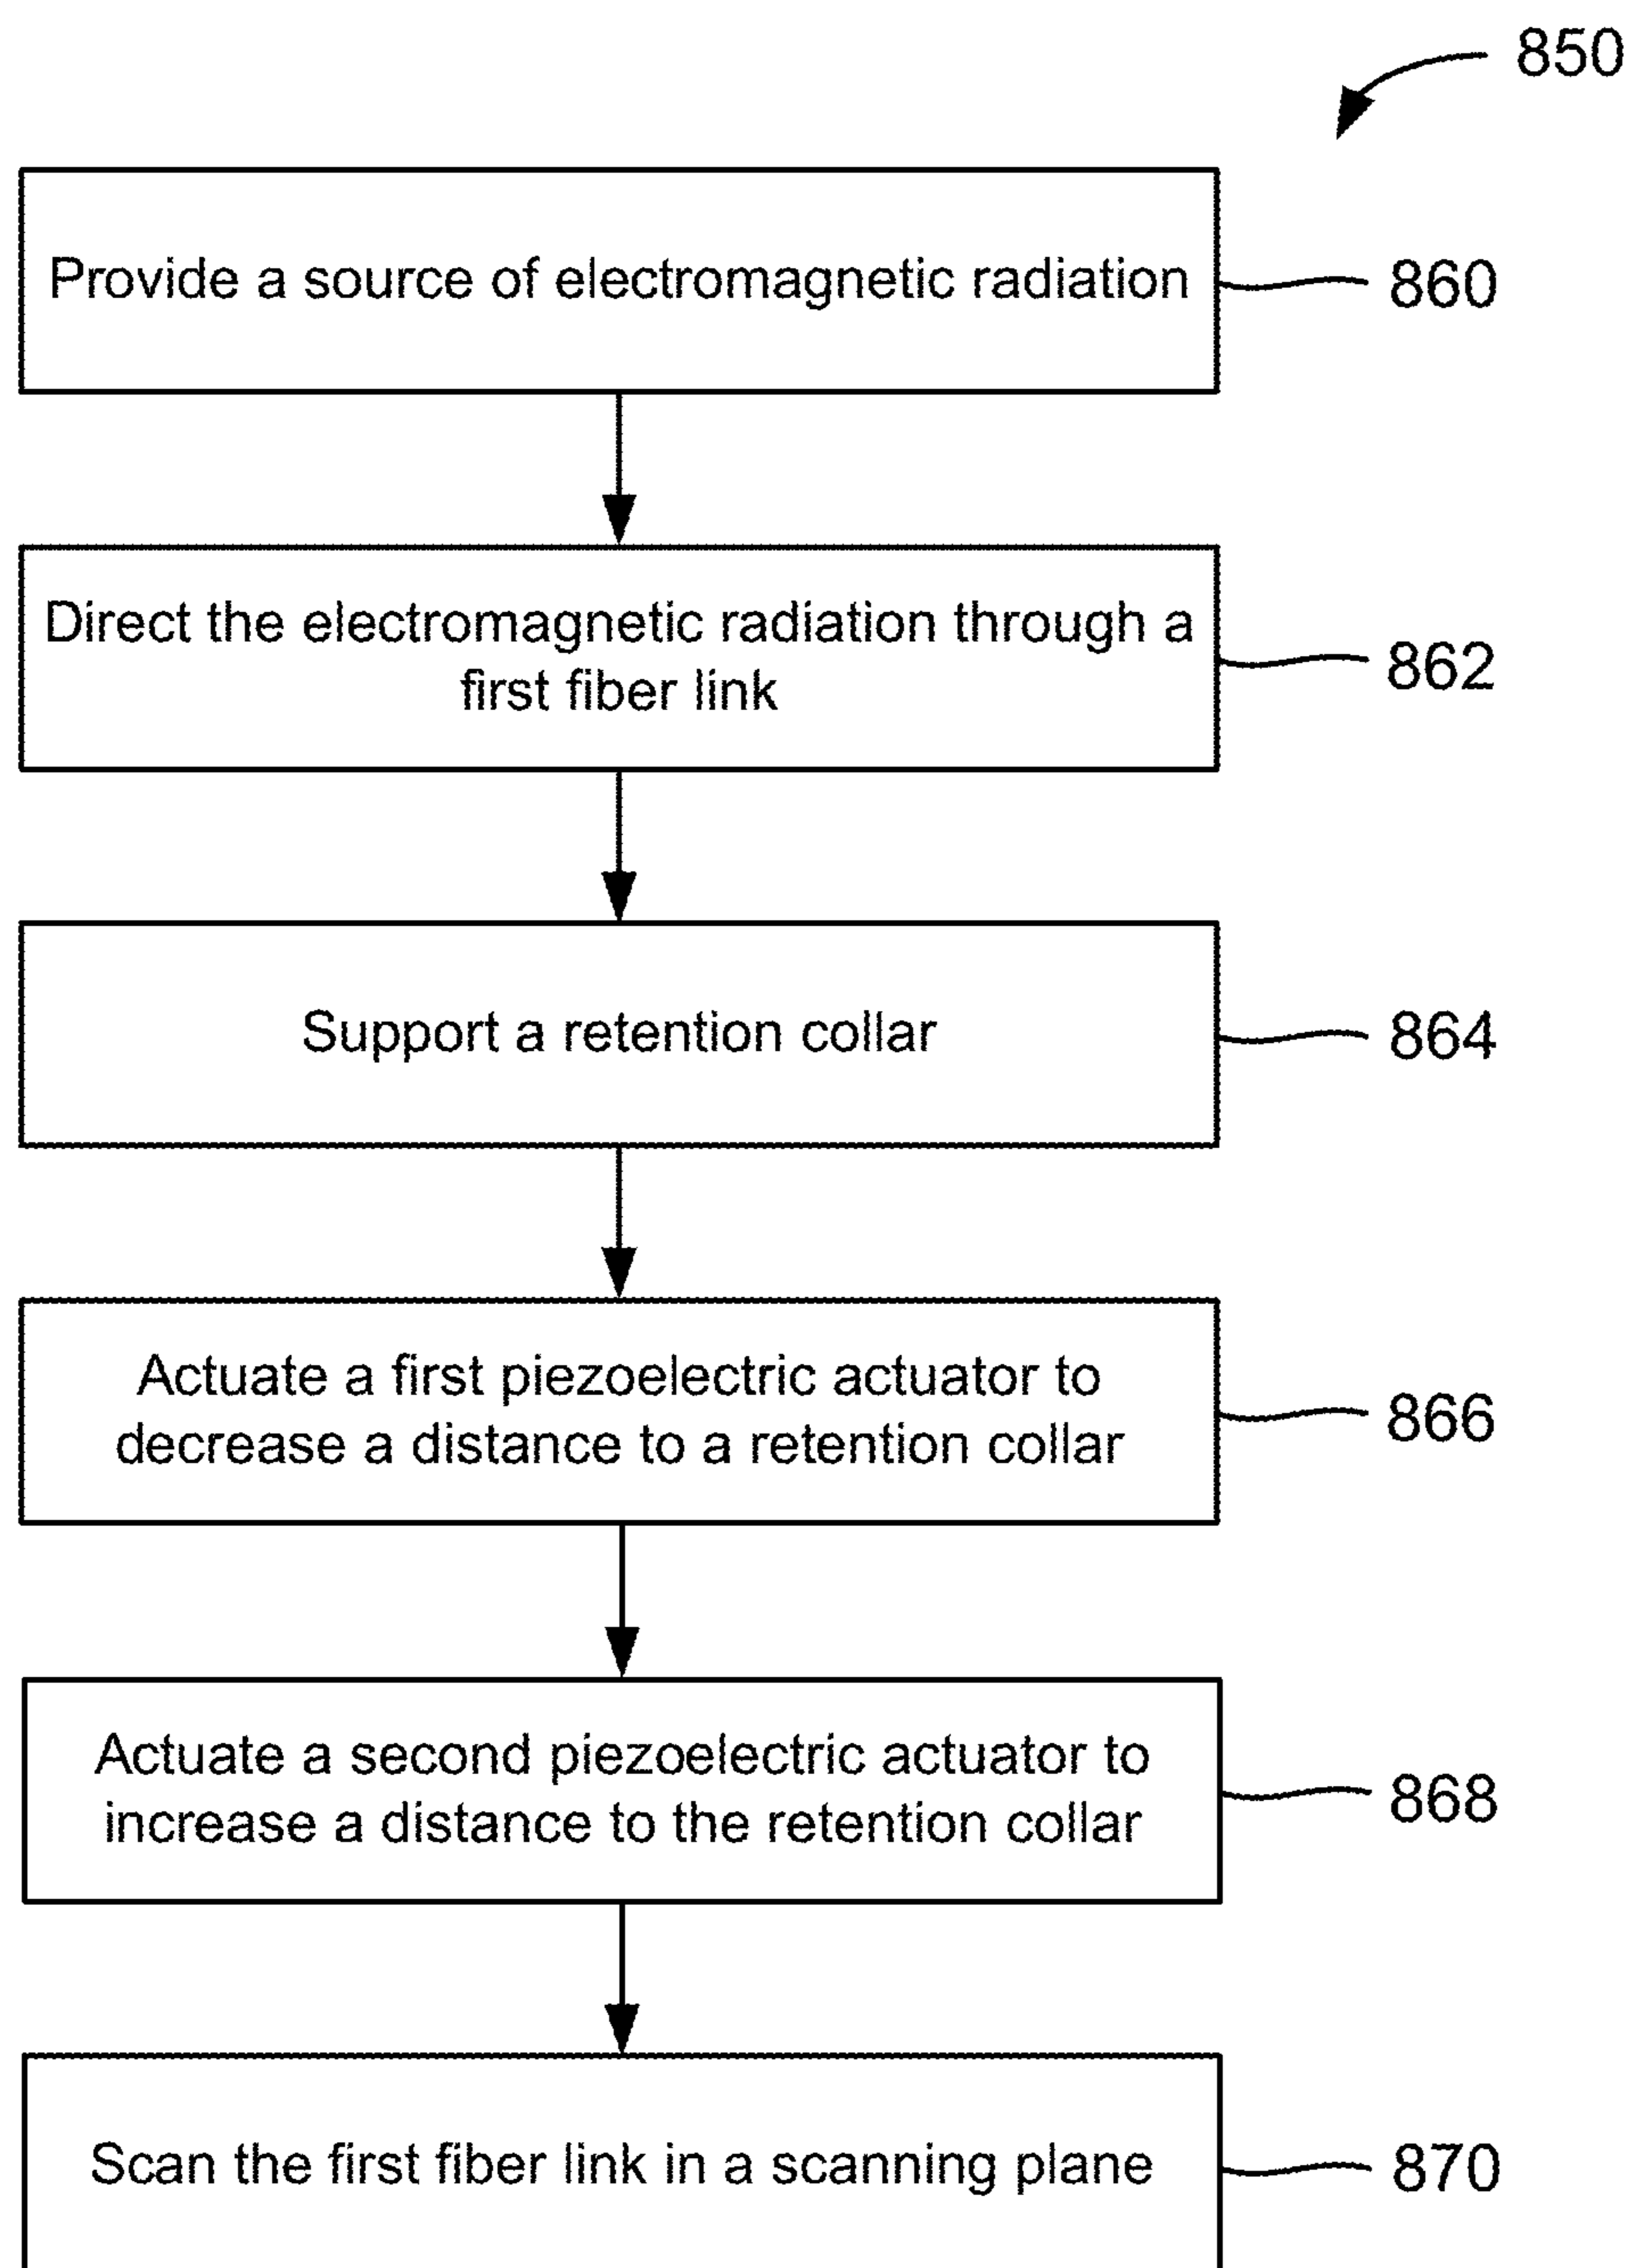 850
Provide a source of electromagnetic radiation
860
Direct the electromagnetic radiation through a
first fiber link
862
Support a retention collar
864
Actuate a first piezoelectric actuator to
decrease a distance to a retention collar
866
Actuate a second piezoelectric actuator to
increase a distance to the retention collar
868
Scan the first fiber link in a scanning plane
870